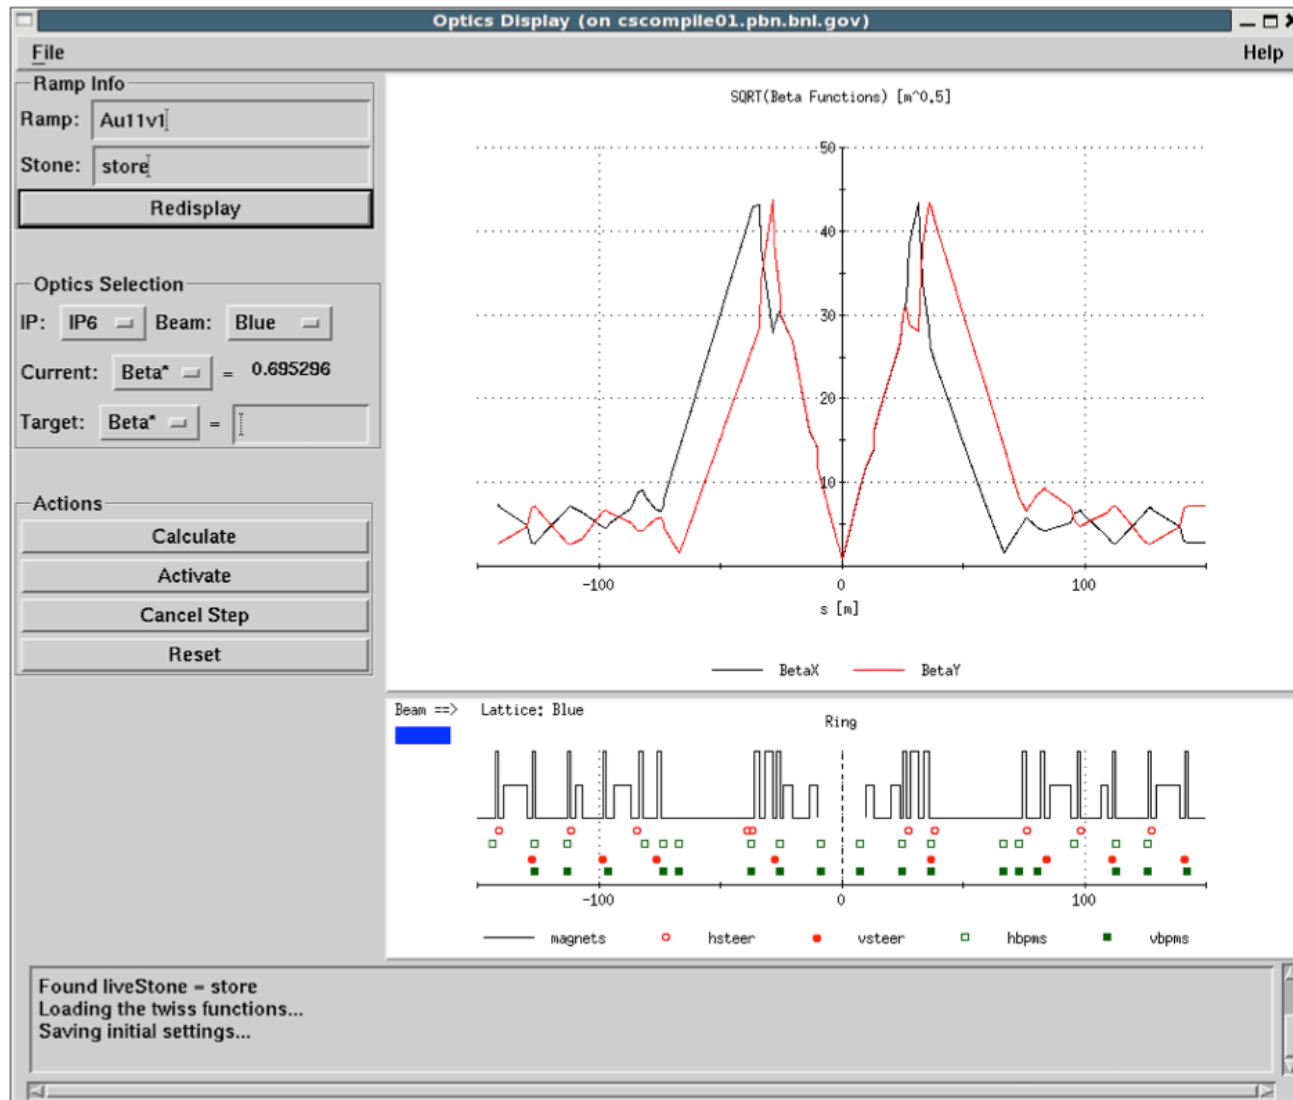 Optics Display (on cscompile01.pbn.bnl.gov)
File Help
Ramp Info
Ramp: Au11v1
Stone: store
Redisplay
Optics Selection
IP: IP6 Beam: Blue
Current: Beta* = 0.695296
Target: Beta* =
Actions
Calculate
Activate
Cancel Step
Reset
SQRT(Beta Functions) [m^0.5]
50
40
30
20
10
-100 0 100
s [m]
BetaX BetaY
Beam ==> Lattice: Blue
Ring
-100 0 100
magnets hsteer vsteer hbpms vbpms
Found liveStone = store
Loading the twiss functions...
Saving initial settings...